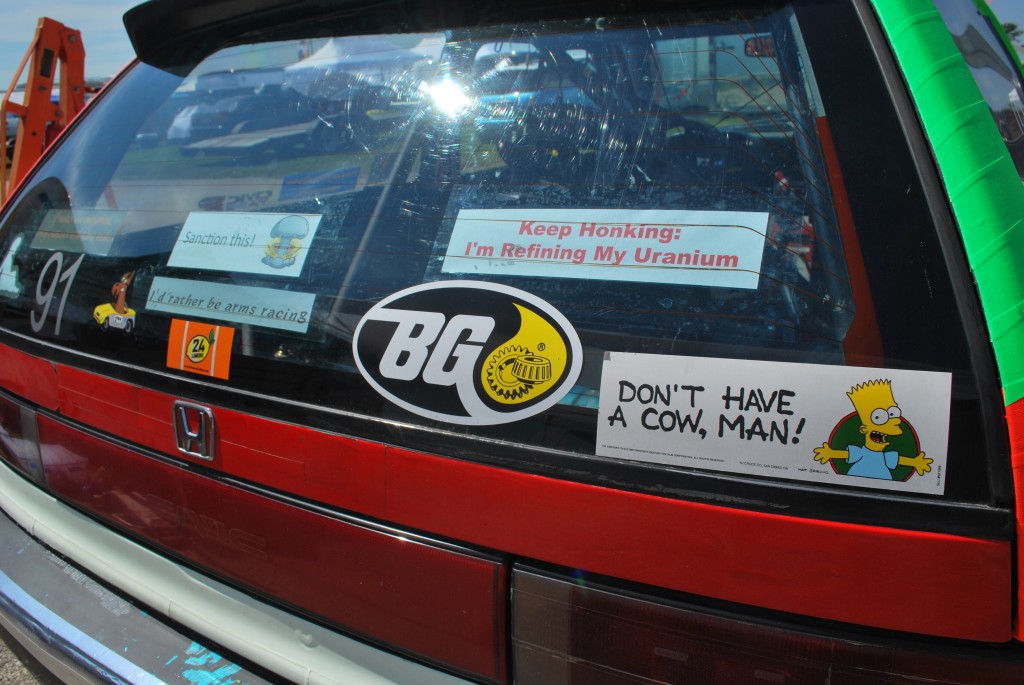 Sanction this!
Keep Honking:
I'm Refining My Uranium
91
I'd rather be arms racing
24
BG
®
DON'T HAVE
A COW, MAN!